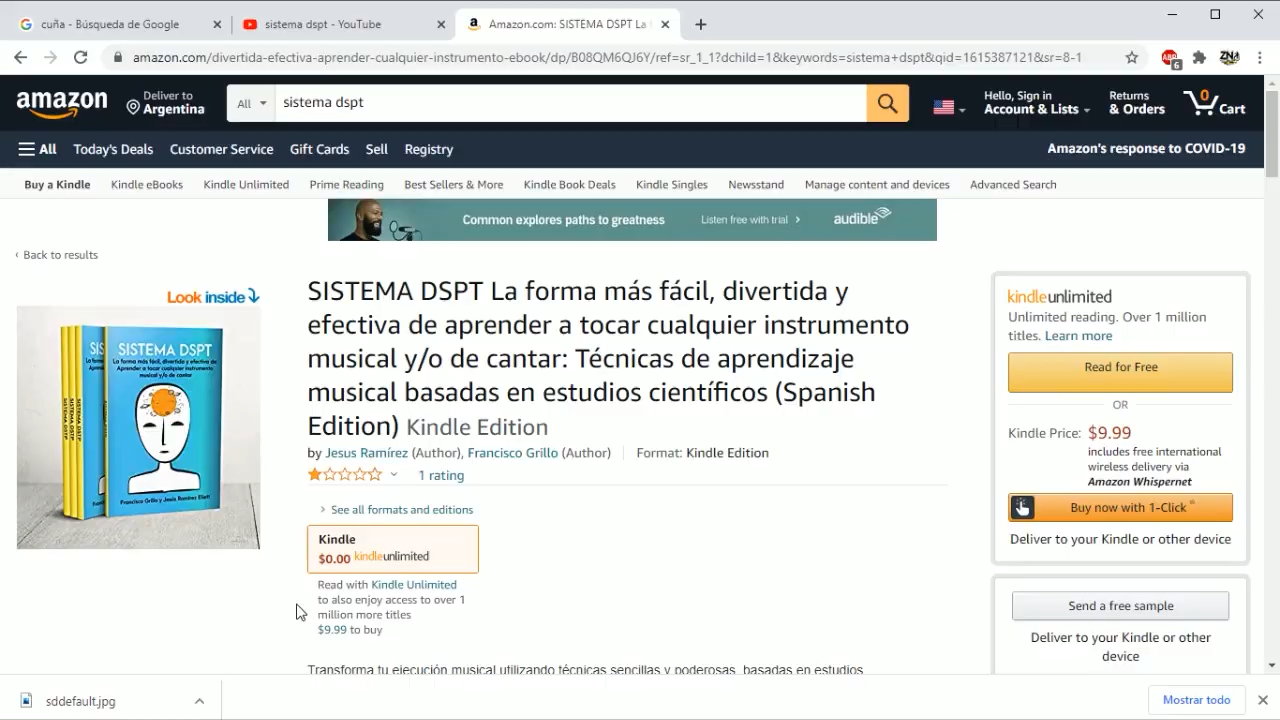 cuña - Búsqueda de Google
sistema dspt - YouTube
Amazon.com: SISTEMA DSPT La
amazon.com/divertida-efectiva-aprender-cualquier-instrumento-ebook/dp/B08QM6QJ6Y/ref=sr_1_1?dchild=1&keywords=sistema+dspt&qid=1615387121&sr=8-1
6
amazon
Deliver to
Argentina
All
sistema dspt
Hello, Sign in
Account & Lists
Returns
& Orders
0
Cart
All
Today's Deals
Customer Service
Gift Cards
Sell
Registry
Amazon's response to COVID-19
Buy a Kindle
Kindle eBooks
Kindle Unlimited
Prime Reading
Best Sellers & More
Kindle Book Deals
Kindle Singles
Newsstand
Manage content and devices
Advanced Search
Common explores paths to greatness
Listen free with trial ›
audible
‹ Back to results
Look inside
SISTEMA DSPT
La forma más fácil, divertida y efectiva de
Aprender a tocar cualquier instrumento
musical y/o de cantar
Francisco Grillo y Jesús Ramírez Eliett
SISTEMA DSPT
SISTEMA DSPT
SISTEMA DSPT
SISTEMA DSPT La forma más fácil, divertida y
efectiva de aprender a tocar cualquier instrumento
musical y/o de cantar: Técnicas de aprendizaje
musical basadas en estudios científicos (Spanish
Edition) Kindle Edition
by Jesus Ramírez (Author), Francisco Grillo (Author)
Format: Kindle Edition
1 rating
› See all formats and editions
Kindle
$0.00 kindleunlimited
Read with Kindle Unlimited
to also enjoy access to over 1
million more titles
$9.99 to buy
Transforma tu ejecución musical utilizando técnicas sencillas y poderosas, basadas en estudios
kindleunlimited
Unlimited reading. Over 1 million
titles. Learn more
Read for Free
OR
Kindle Price: $9.99
includes free international
wireless delivery via
Amazon Whispernet
Buy now with 1-Click ®
Deliver to your Kindle or other device
Send a free sample
Deliver to your Kindle or other
device
sddefault.jpg
Mostrar todo